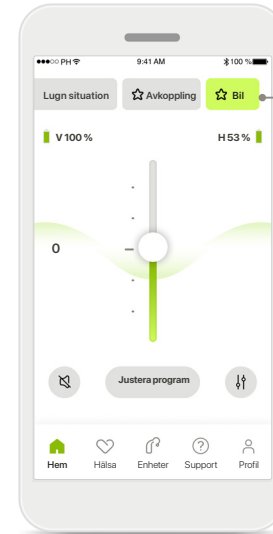 PH 9:41 AM 100 %
Lugn situation Avkoppling Bil
V 100 % H 53 %
0
Justera program
Hem Hälsa Enheter Support Profil